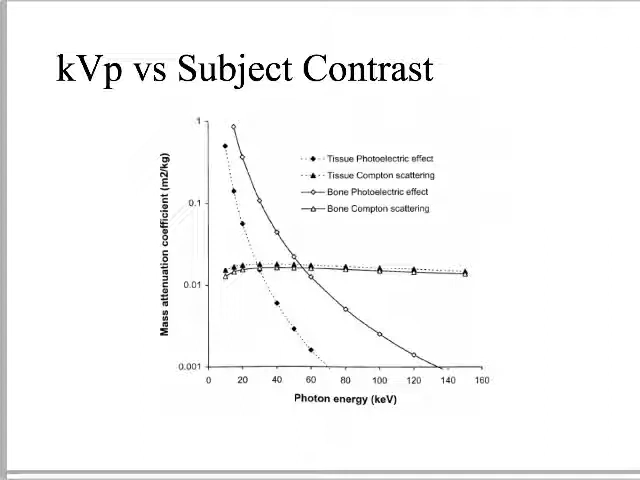 kVp vs Subject Contrast
1
0.1
0.01
0.001
Mass attenuation coefficient (m2/kg)
Tissue Photoelectric effect
Tissue Compton scattering
Bone Photoelectric effect
Bone Compton scattering
0 20 40 60 80 100 120 140 160
Photon energy (keV)